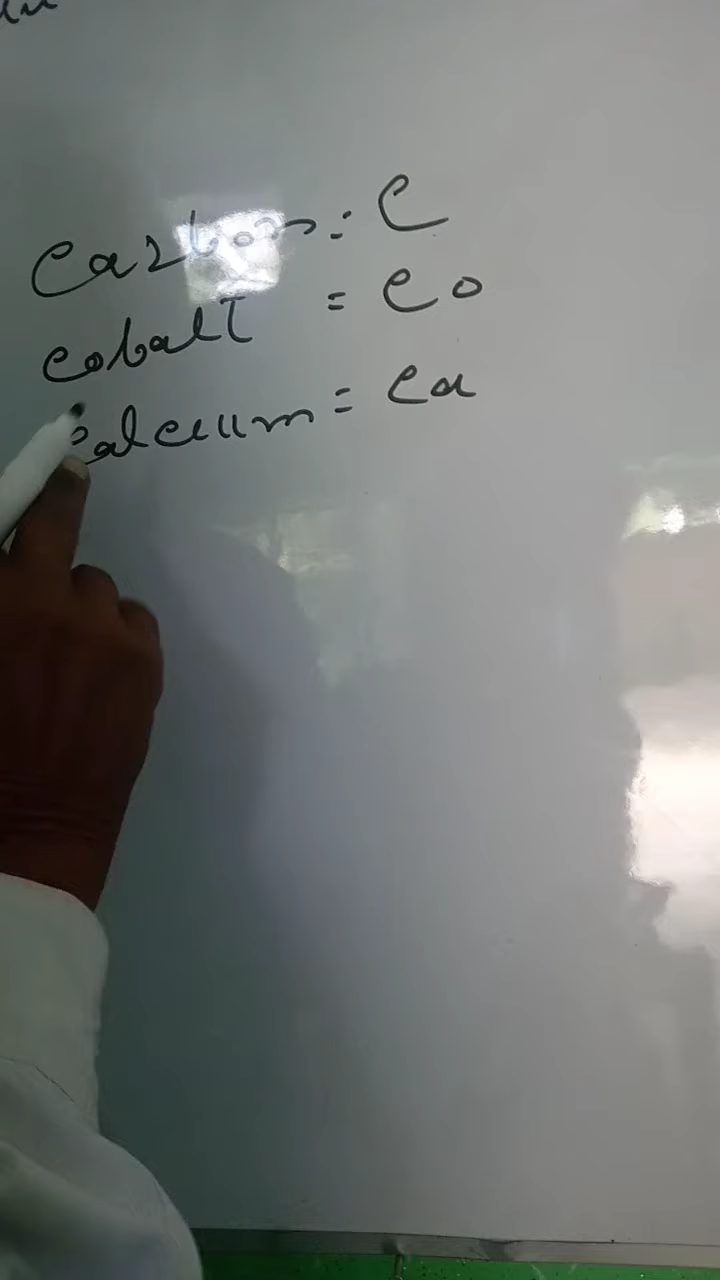 Carbon = C
Cobalt = Co
Calcium = Ca